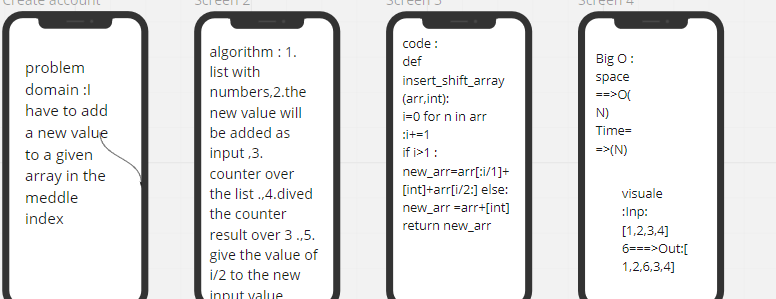 Create account
problem
domain :I
have to add
a new value
to a given
array in the
meddle
index
Screen 2
algorithm : 1.
list with
numbers,2.the
new value will
be added as
input ,3.
counter over
the list .,4.dived
the counter
result over 3 .,5.
give the value of
i/2 to the new
input value
Screen 3
code :
def
insert_shift_array
(arr,int):
i=0 for n in arr
:i+=1
if i>1 :
new_arr=arr[:i/1]+
[int]+arr[i/2:] else:
new_arr =arr+[int]
return new_arr
Screen 4
Big O :
space
==>O(
N)
Time=
=>(N)
visuale
:Inp:
[1,2,3,4]
6===>Out:[
1,2,6,3,4]